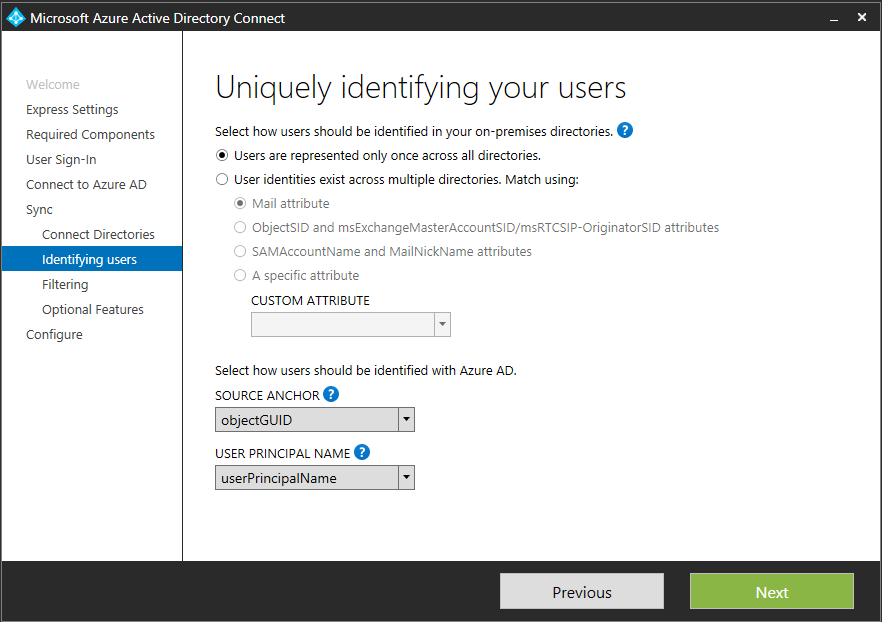 Microsoft Azure Active Directory Connect
Welcome
Express Settings
Required Components
User Sign-In
Connect to Azure AD
Sync
Connect Directories
Identifying users
Filtering
Optional Features
Configure
Uniquely identifying your users
Select how users should be identified in your on-premises directories. ?
Users are represented only once across all directories.
User identities exist across multiple directories. Match using:
Mail attribute
ObjectSID and msExchangeMasterAccountSID/msRTCSIP-OriginatorSID attributes
SAMAccountName and MailNickName attributes
A specific attribute
CUSTOM ATTRIBUTE
Select how users should be identified with Azure AD.
SOURCE ANCHOR ?
objectGUID
USER PRINCIPAL NAME ?
userPrincipalName
Previous
Next